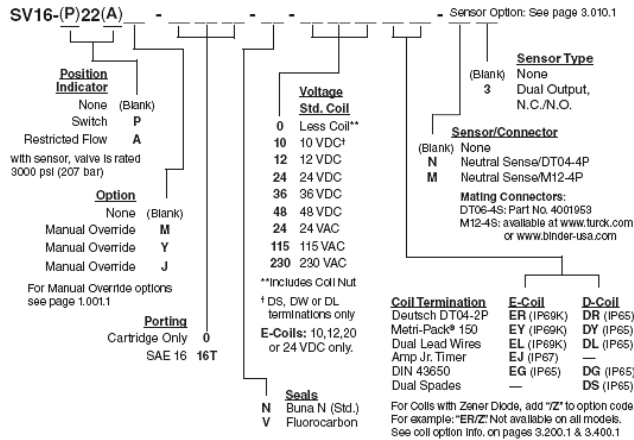 SV16-(P)22(A)_ _ _ _ - _ - _ _ _ _ _ - _ _ Sensor Option: See page 3.010.1
Position
Indicator
None (Blank)
Switch P
Restricted Flow A
with sensor, valve is rated
3000 psi (207 bar)
Option
None (Blank)
Manual Override M
Manual Override Y
Manual Override J
For Manual Override options
see page 1.001.1
Porting
Cartridge Only 0
SAE 16 16T
Seals
N Buna N (Std.)
V Fluorocarbon
Voltage
Std. Coil
0 Less Coil**
10 10 VDC†
12 12 VDC
24 24 VDC
36 36 VDC
48 48 VDC
24 24 VAC
115 115 VAC
230 230 VAC
**Includes Coil Nut
† DS, DW or DL
terminations only
E-Coils: 10,12,20
or 24 VDC only.
Sensor Type
(Blank) None
3 Dual Output,
N.C./N.O.
Sensor/Connector
(Blank) None
N Neutral Sense/DT04-4P
M Neutral Sense/M12-4P
Mating Connectors:
DT06-4S: Part No. 4001953
M12-4S: available at www.turck.com
or www.binder-usa.com
Coil Termination E-Coil D-Coil
Deutsch DT04-2P ER (IP69K) DR (IP65)
Metri-Pack® 150 EY (IP69K) DY (IP65)
Dual Lead Wires EL (IP69K) DL (IP65)
Amp Jr. Timer EJ (IP67) —
DIN 43650 EG (IP65) DG (IP65)
Dual Spades — DS (IP65)
For Coils with Zener Diode, add "/Z" to option code
For example: "ER/Z". Not available on all models.
See coil option info. on pages 3.200.1 & 3.400.1